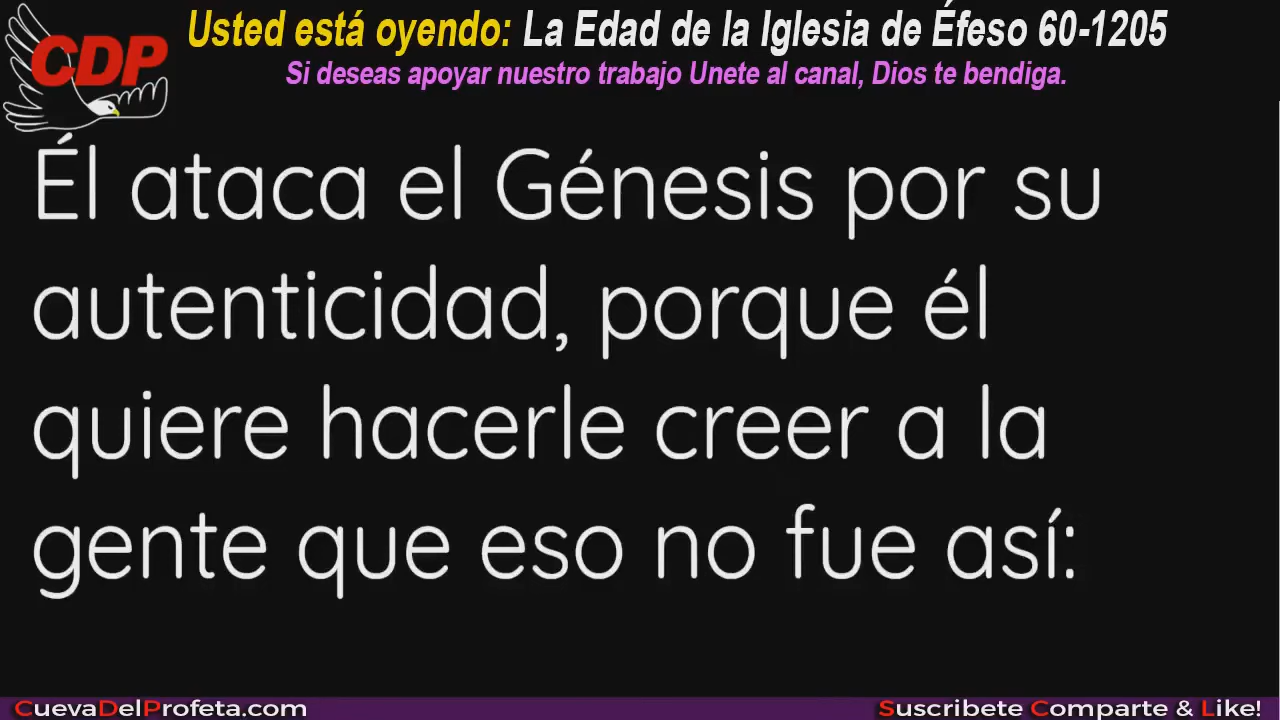 CDP
Usted está oyendo: La Edad de la Iglesia de Éfeso 60-1205
Si deseas apoyar nuestro trabajo Unete al canal, Dios te bendiga.
Él ataca el Génesis por su
autenticidad, porque él
quiere hacerle creer a la
gente que eso no fue así:
CuevaDelProfeta.com
Suscribete Comparte & Like!